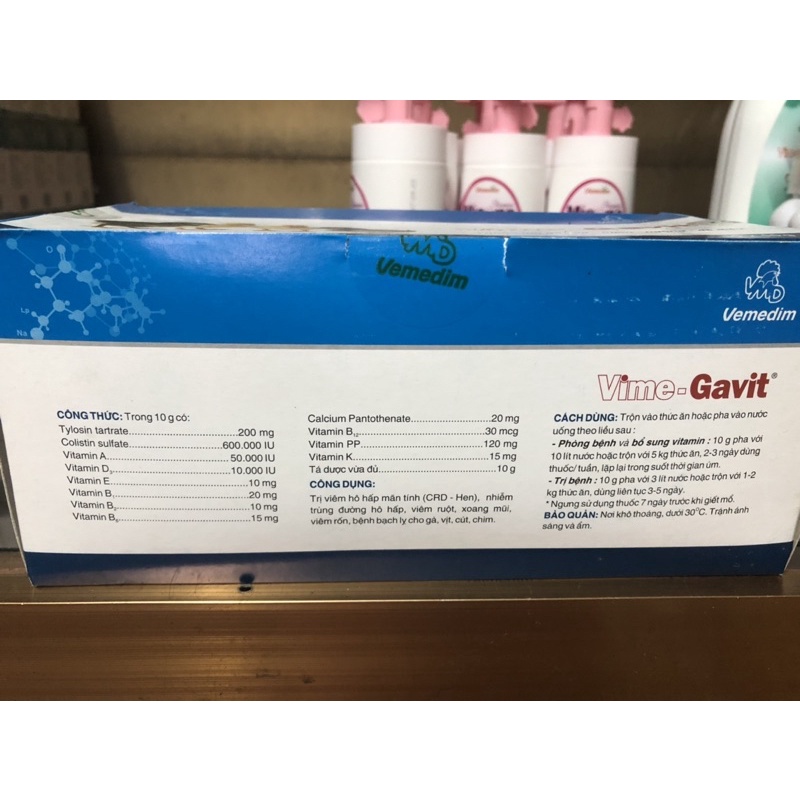 Vemedim
Vemedim
Vime-Gavit®
CÔNG THỨC: Trong 10 g có:
Tylosin tartrate..........200 mg
Colistin sulfate..........600.000 IU
Vitamin A..........50.000 IU
Vitamin D₃..........10.000 IU
Vitamin E..........10 mg
Vitamin B₁..........20 mg
Vitamin B₂..........10 mg
Vitamin B₆..........15 mg
Calcium Pantothenate..........20 mg
Vitamin B₁₂..........30 mcg
Vitamin PP..........120 mg
Vitamin K..........15 mg
Tá dược vừa đủ..........10 g
CÔNG DỤNG:
Trị viêm hô hấp mãn tính (CRD - Hen), nhiễm
trùng đường hô hấp, viêm ruột, xoang mũi,
viêm rốn, bệnh bạch lỵ cho gà, vịt, cút, chim.
CÁCH DÙNG: Trộn vào thức ăn hoặc pha vào nước
uống theo liều sau :
- Phòng bệnh và bổ sung vitamin : 10 g pha với
10 lít nước hoặc trộn với 5 kg thức ăn, 2-3 ngày dùng
thuốc/ tuần, lặp lại trong suốt thời gian úm.
- Trị bệnh : 10 g pha với 3 lít nước hoặc trộn với 1-2
kg thức ăn, dùng liên tục 3-5 ngày.
* Ngưng sử dụng thuốc 7 ngày trước khi giết mổ.
BẢO QUẢN: Nơi khô thoáng, dưới 30°C. Tránh ánh
sáng và ẩm.